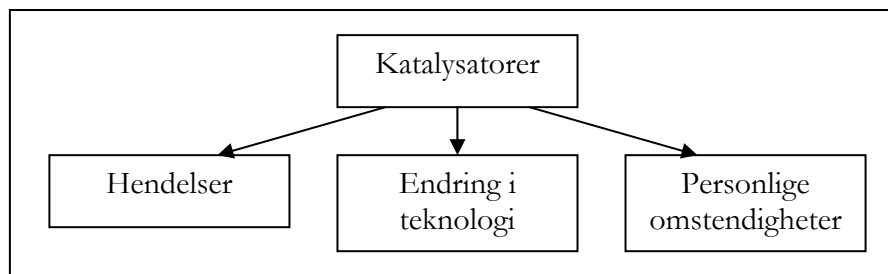 Katalysatorer
Hendelser
Endring i
teknologi
Personlige
omstendigheter